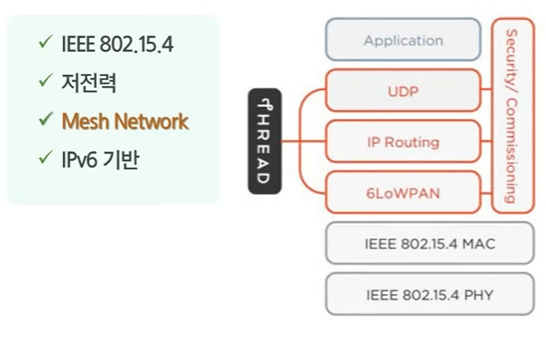 ✓ IEEE 802.15.4
✓ 저전력
✓ Mesh Network
✓ IPv6 기반
THREAD
Application
UDP
IP Routing
6LoWPAN
IEEE 802.15.4 MAC
IEEE 802.15.4 PHY
Security/ Commissioning